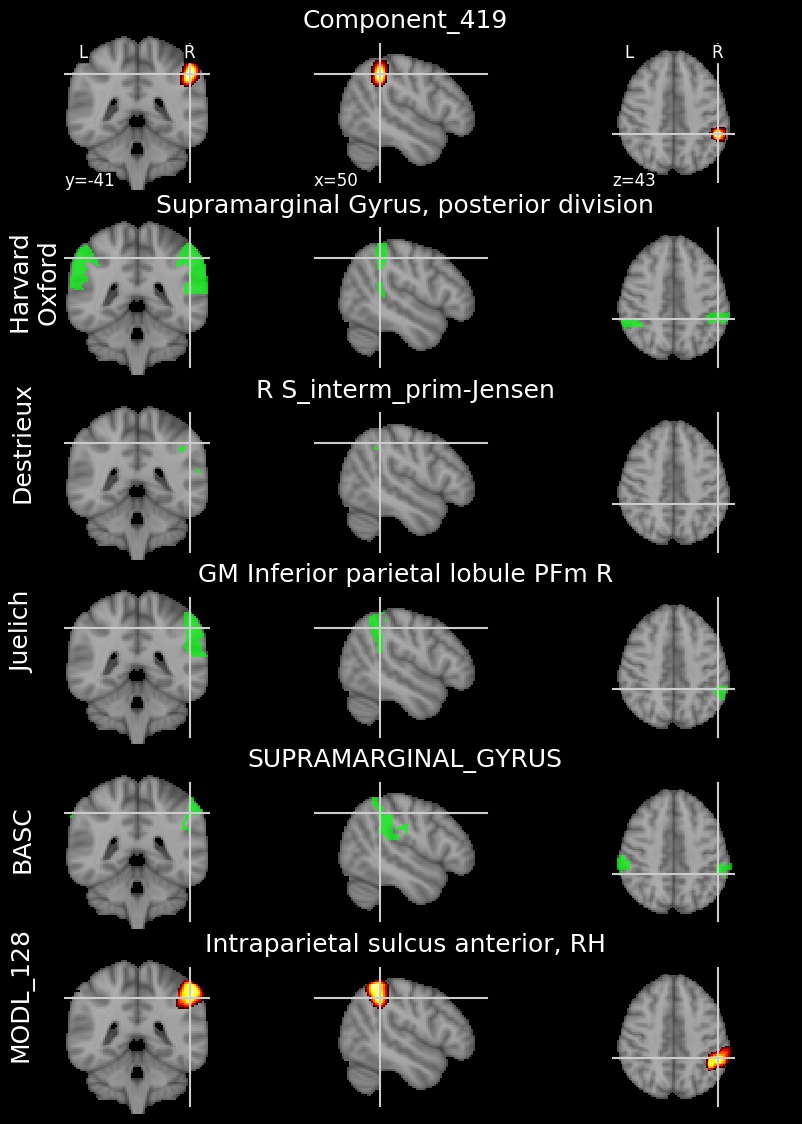 Component_419
L R
L R
y=-41
x=50
z=43
Supramarginal Gyrus, posterior division
Harvard
Oxford
R S_interm_prim-Jensen
Destrieux
GM Inferior parietal lobule PFm R
Juelich
SUPRAMARGINAL_GYRUS
BASC
Intraparietal sulcus anterior, RH
MODL_128